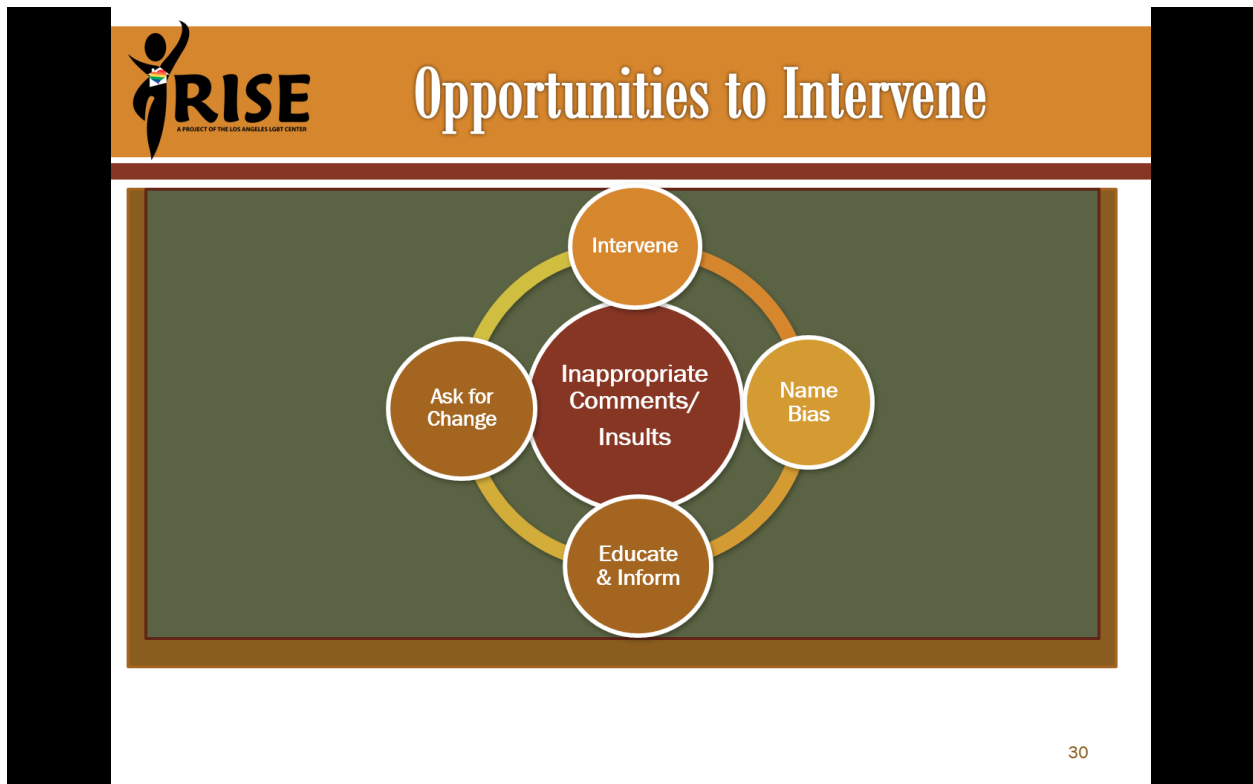 RISE
A PROJECT OF THE LOS ANGELES LGBT CENTER
Opportunities to Intervene
Intervene
Name
Bias
Educate
& Inform
Ask for
Change
Inappropriate
Comments/
Insults
30